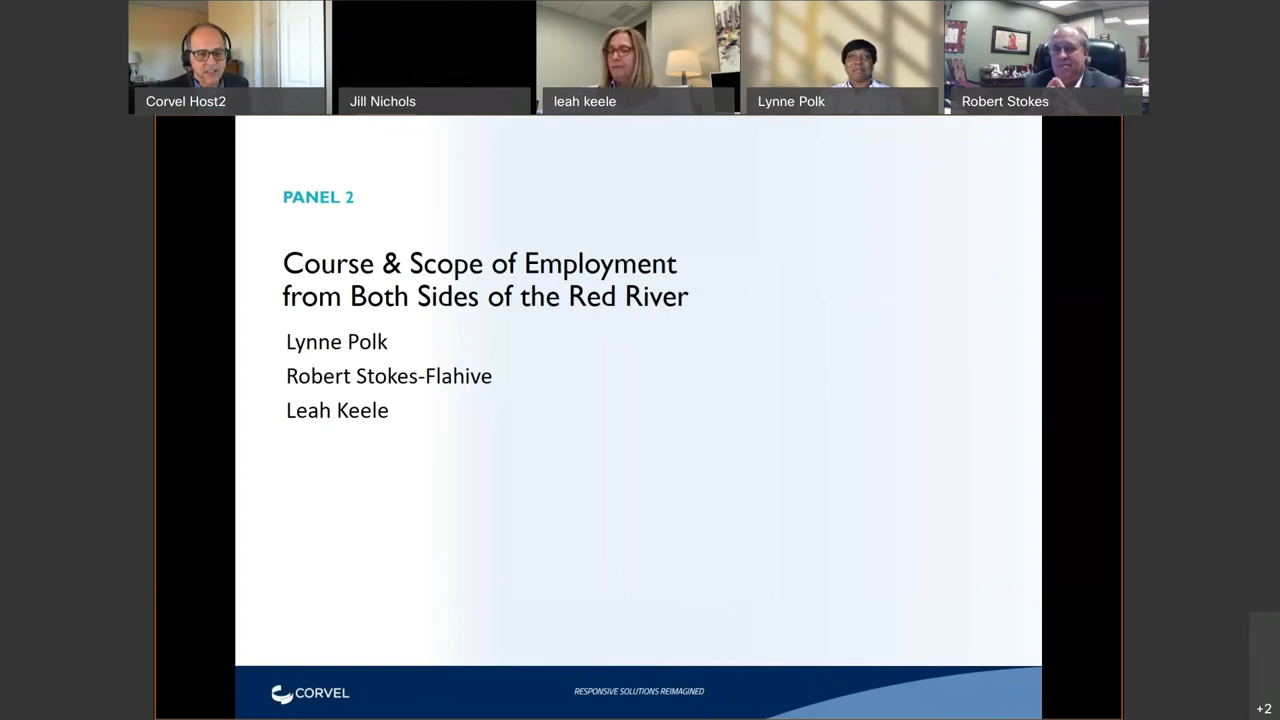 Corvel Host2
Jill Nichols
leah keele
Lynne Polk
Robert Stokes
PANEL 2
Course & Scope of Employment
from Both Sides of the Red River
Lynne Polk
Robert Stokes-Flahive
Leah Keele
CORVEL
RESPONSIVE SOLUTIONS REIMAGINED
+2